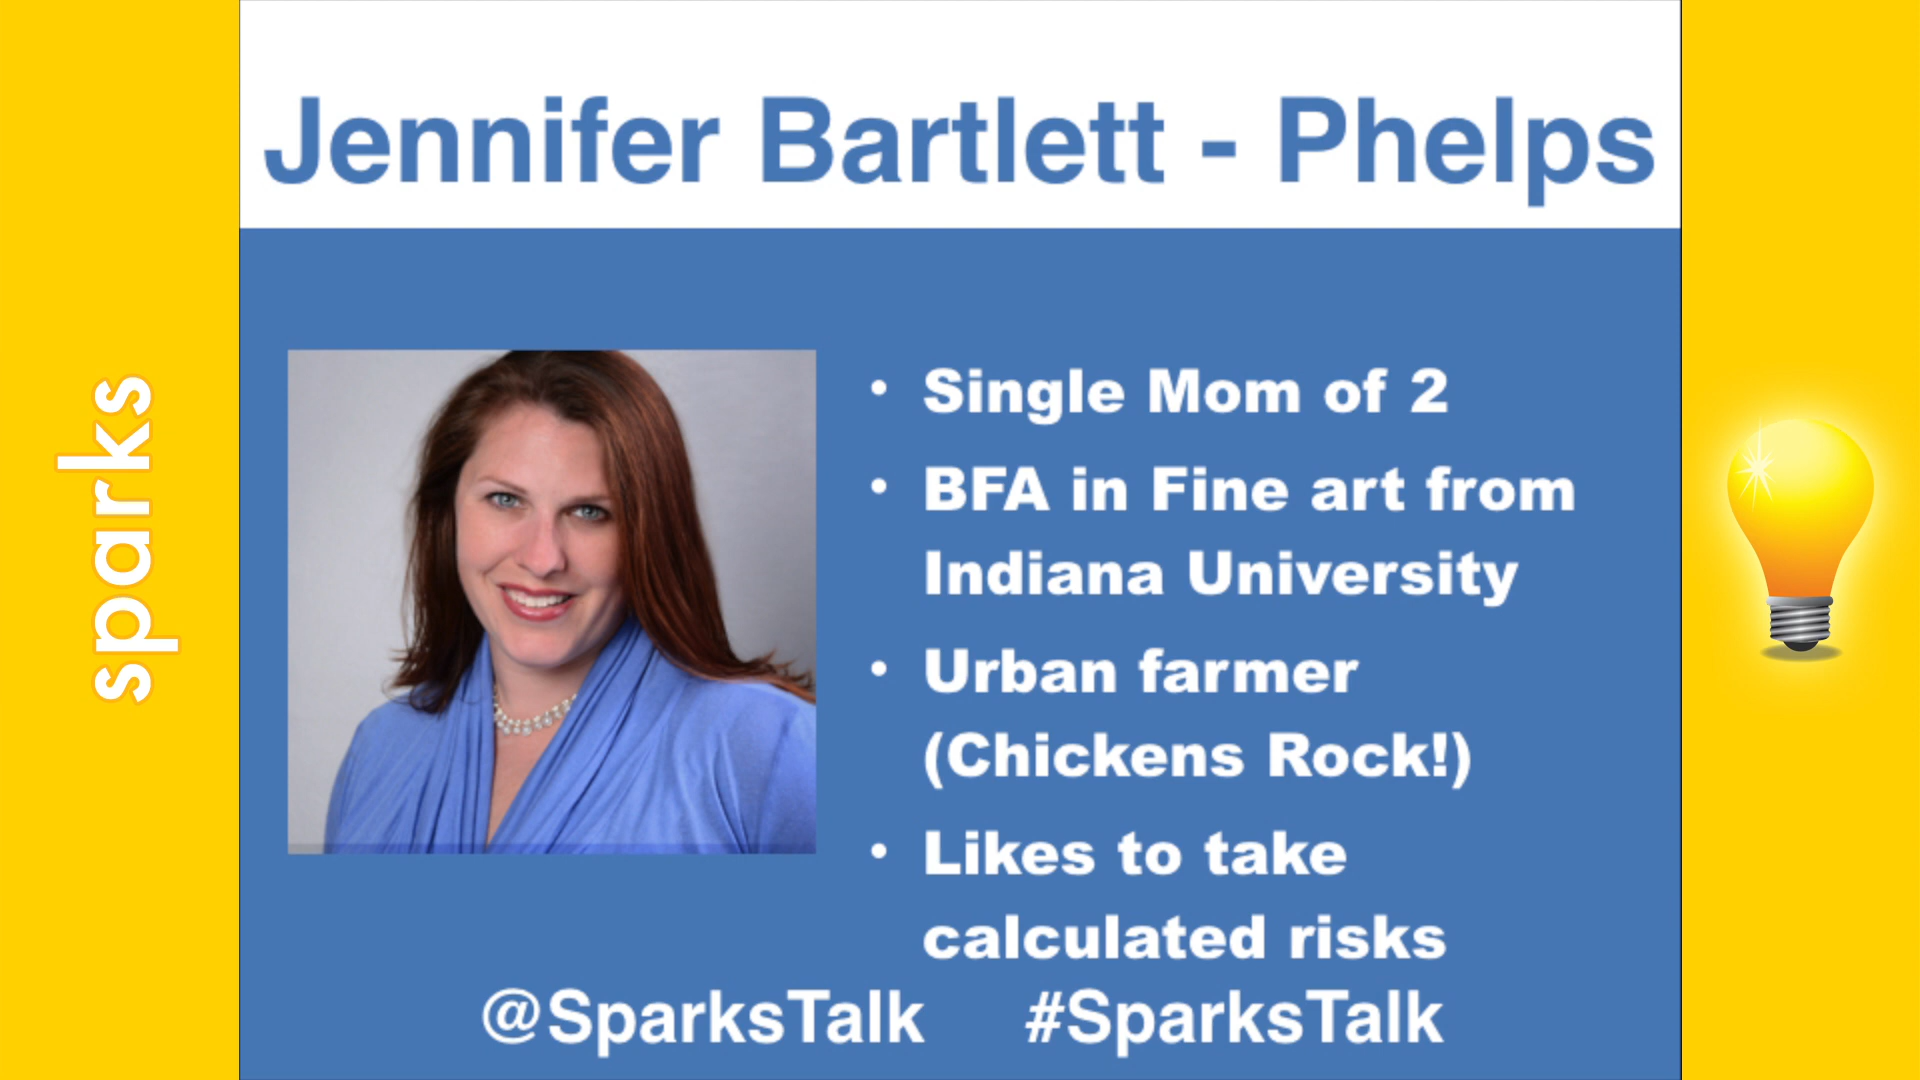 Jennifer Bartlett - Phelps
sparks
• Single Mom of 2
• BFA in Fine art from
Indiana University
• Urban farmer
(Chickens Rock!)
• Likes to take
calculated risks
@SparksTalk #SparksTalk